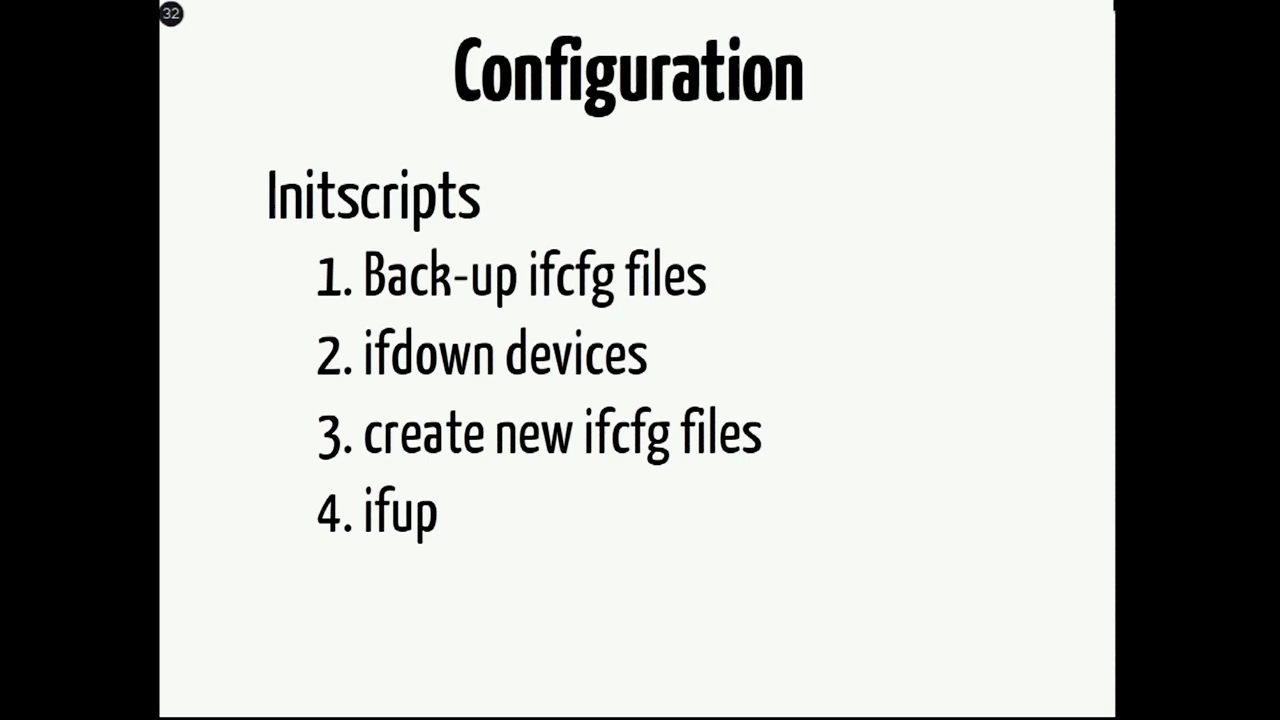 32
Configuration
Initscripts
1. Back-up ifcfg files
2. ifdown devices
3. create new ifcfg files
4. ifup